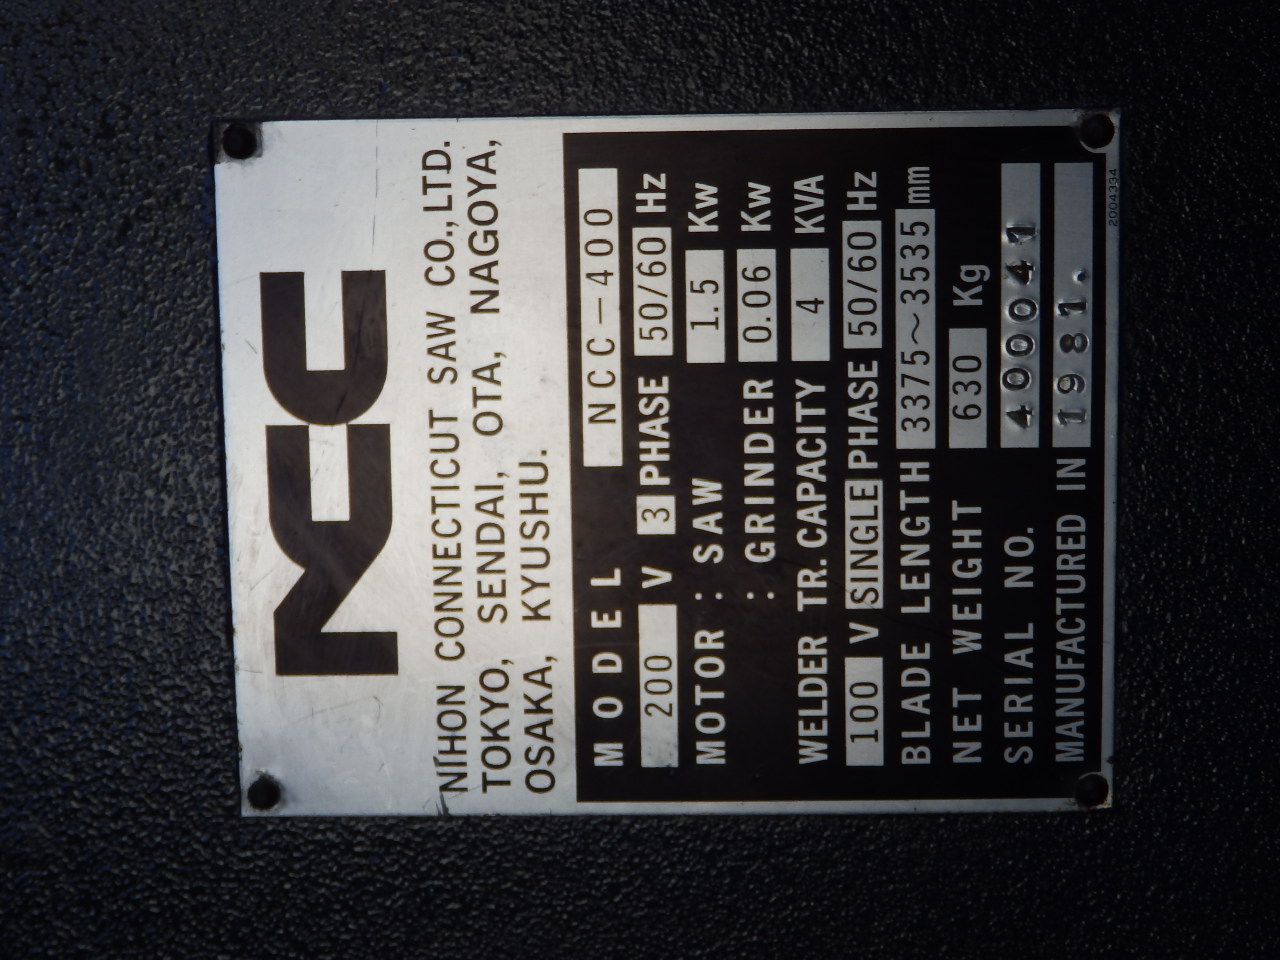 NCC
NIHON CONNECTICUT SAW CO., LTD.
TOKYO, SENDAI, OTA, NAGOYA,
OSAKA, KYUSHU.
MODEL NCC-400
200 V 3 PHASE 50/60 Hz
MOTOR : SAW 1.5 Kw
: GRINDER 0.06 Kw
WELDER TR. CAPACITY 4 KVA
100 V SINGLE PHASE 50/60 Hz
BLADE LENGTH 3375~3535 mm
NET WEIGHT 630 Kg
SERIAL NO. 400041
MANUFACTURED IN 1981.
2004334